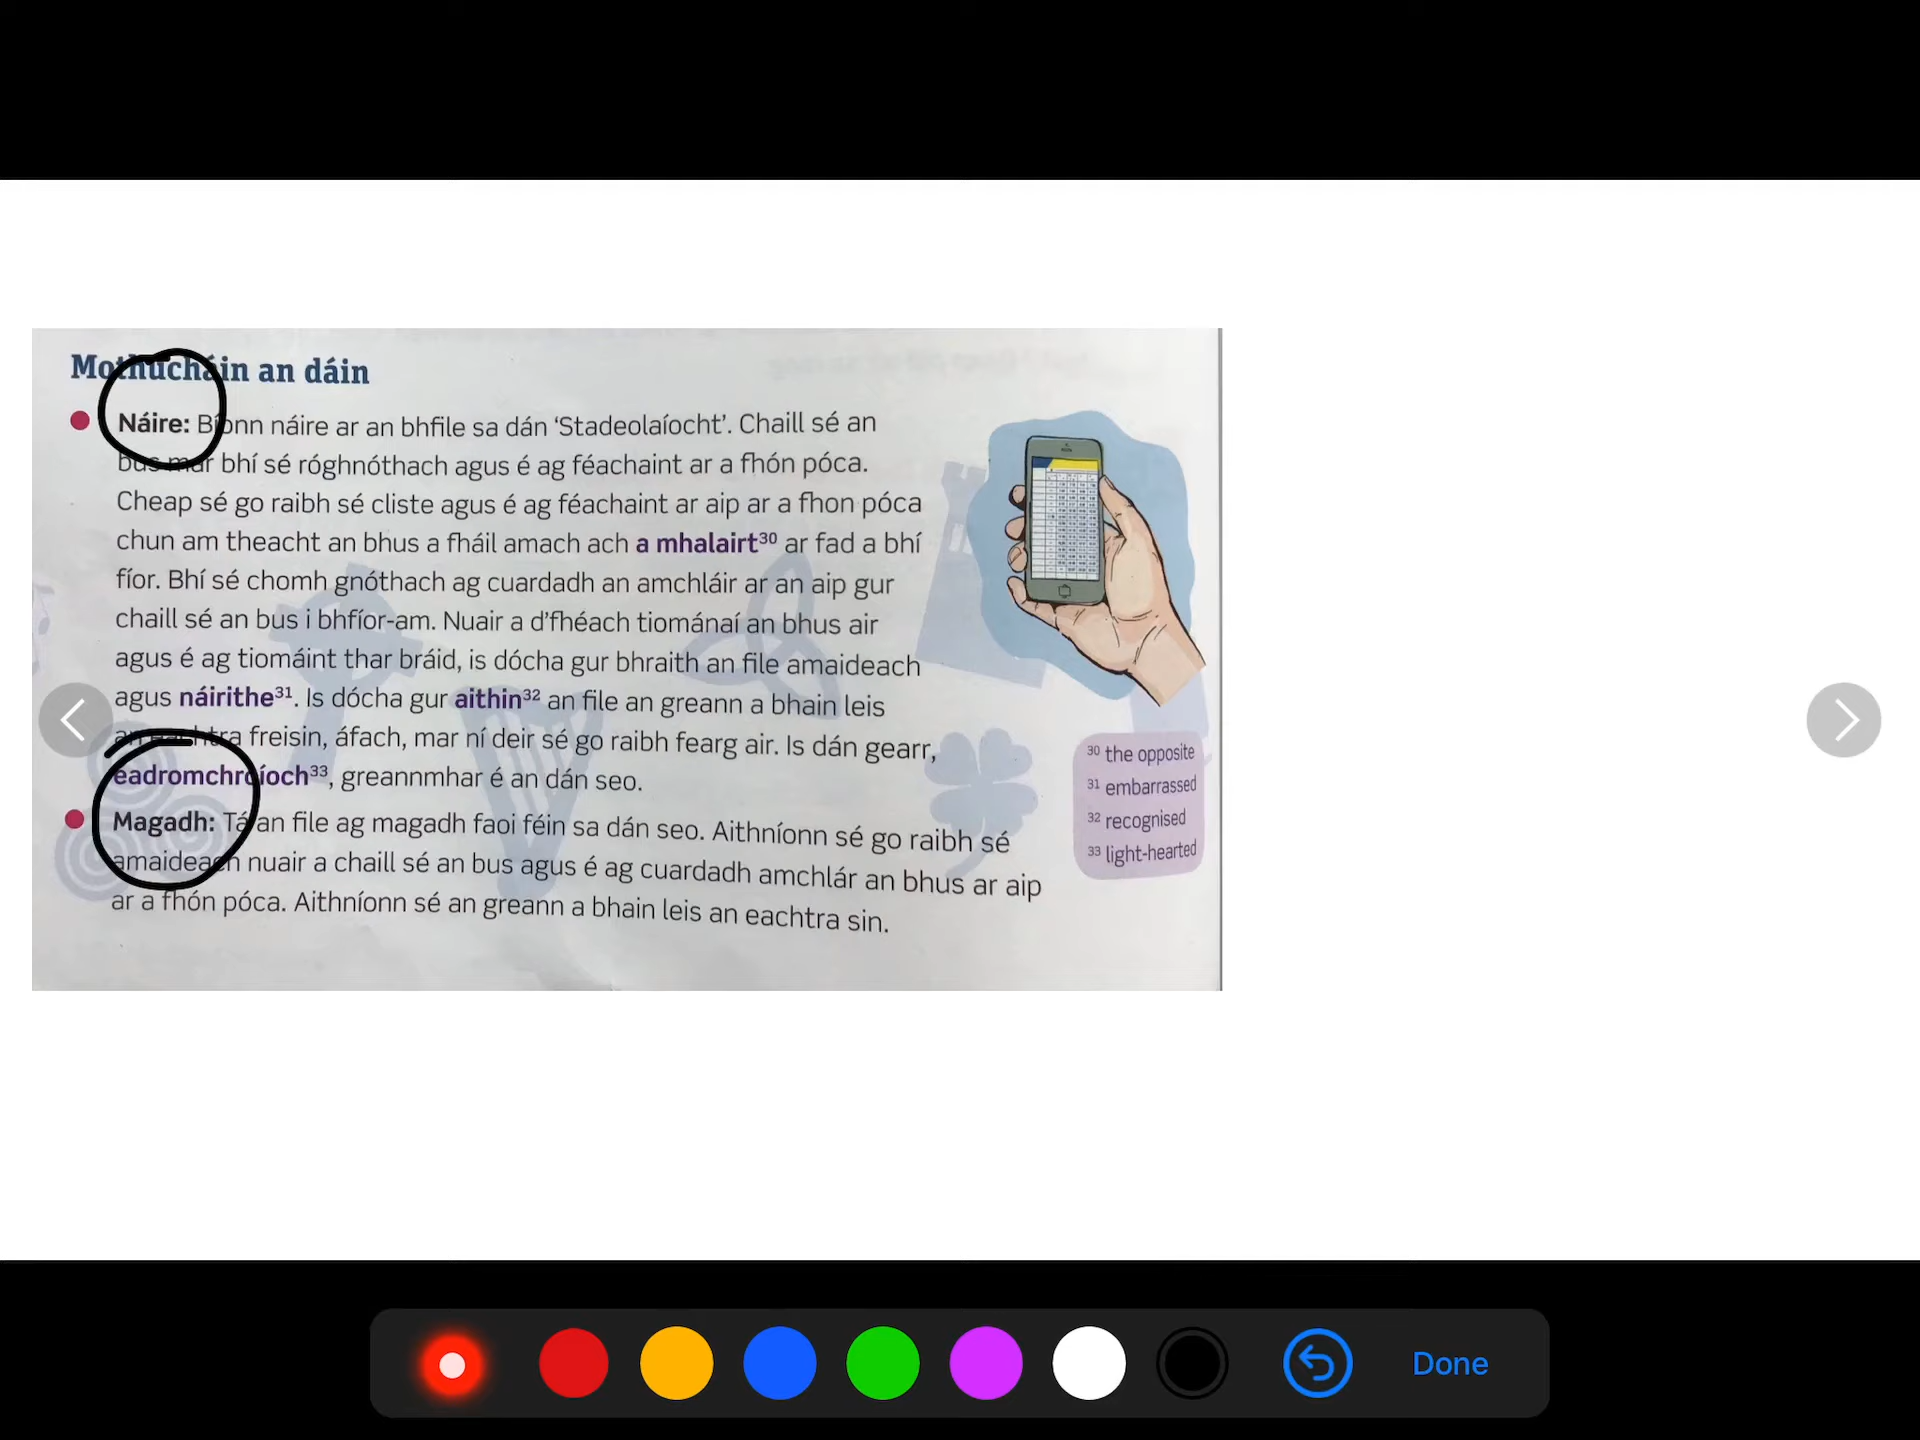 Mothúcháin an dáin
Náire: Bíonn náire ar an bhfile sa dán ‘Stadeolaíocht’. Chaill sé an
bus mar bhí sé róghnóthach agus é ag féachaint ar a fhón póca.
Cheap sé go raibh sé cliste agus é ag féachaint ar aip ar a fhon póca
chun am theacht an bhus a fháil amach ach a mhalairt³⁰ ar fad a bhí
fíor. Bhí sé chomh gnóthach ag cuardadh an amchláir ar an aip gur
chaill sé an bus i bhfíor-am. Nuair a d’fhéach tiománaí an bhus air
agus é ag tiomáint thar bráid, is dócha gur bhraith an file amaideach
agus náirithe³¹. Is dócha gur aithin³² an file an greann a bhain leis
an eachtra freisin, áfach, mar ní deir sé go raibh fearg air. Is dán gearr,
éadromchroíoch³³, greannmhar é an dán seo.
Magadh: Tá an file ag magadh faoi féin sa dán seo. Aithníonn sé go raibh sé
amaideach nuair a chaill sé an bus agus é ag cuardadh amchlár an bhus ar aip
ar a fhón póca. Aithníonn sé an greann a bhain leis an eachtra sin.
³⁰ the opposite
³¹ embarrassed
³² recognised
³³ light-hearted
Done